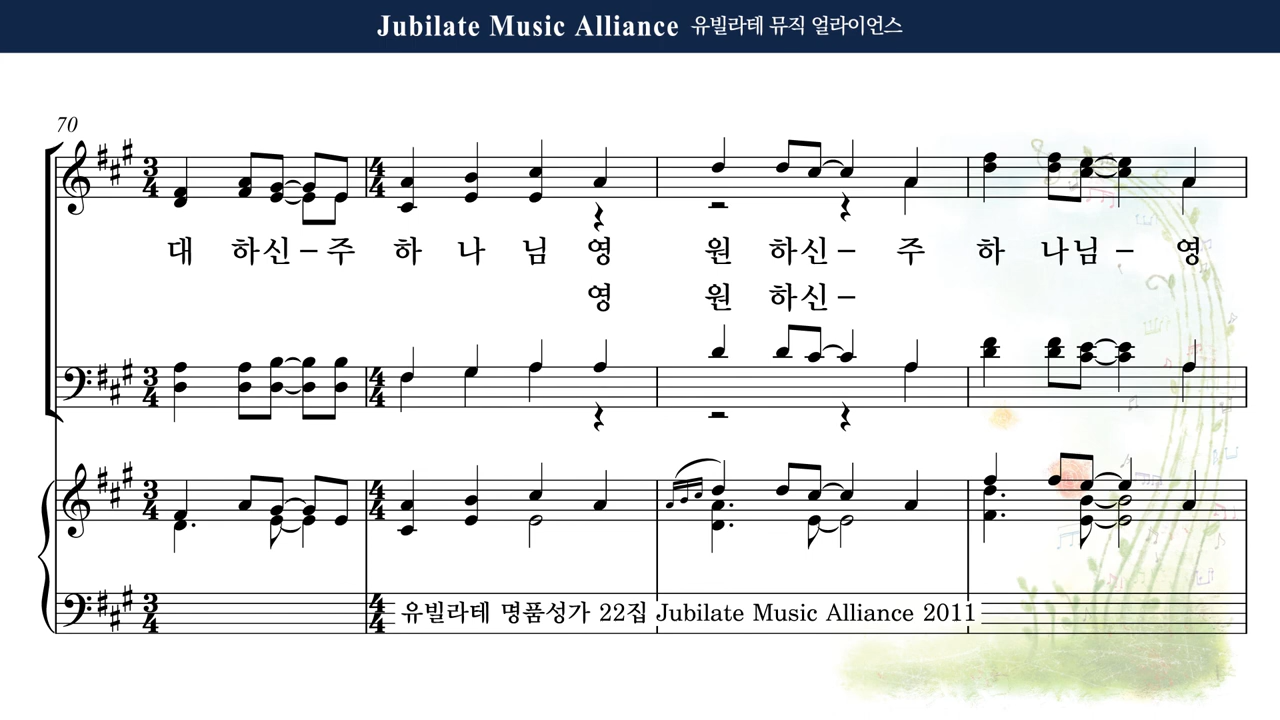 Jubilate Music Alliance 유빌라테 뮤직 얼라이언스
70
대 하신 – 주 하 나 님 영 원 하신 – 주 하 나님 – 영
영 원 하신 –
유빌라테 명품성가 22집 Jubilate Music Alliance 2011